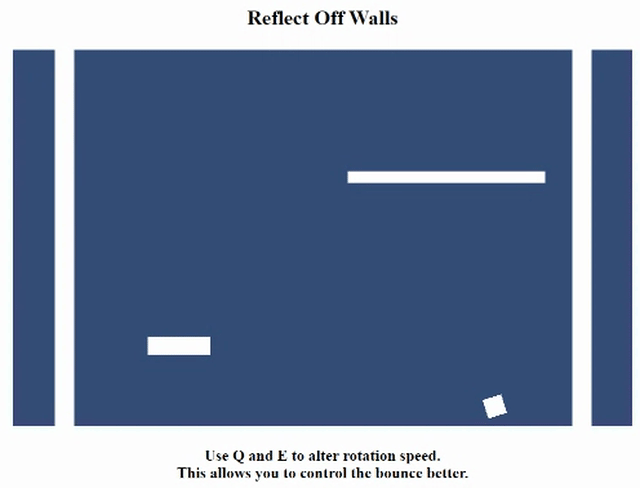 Reflect Off Walls
Use Q and E to alter rotation speed.
This allows you to control the bounce better.